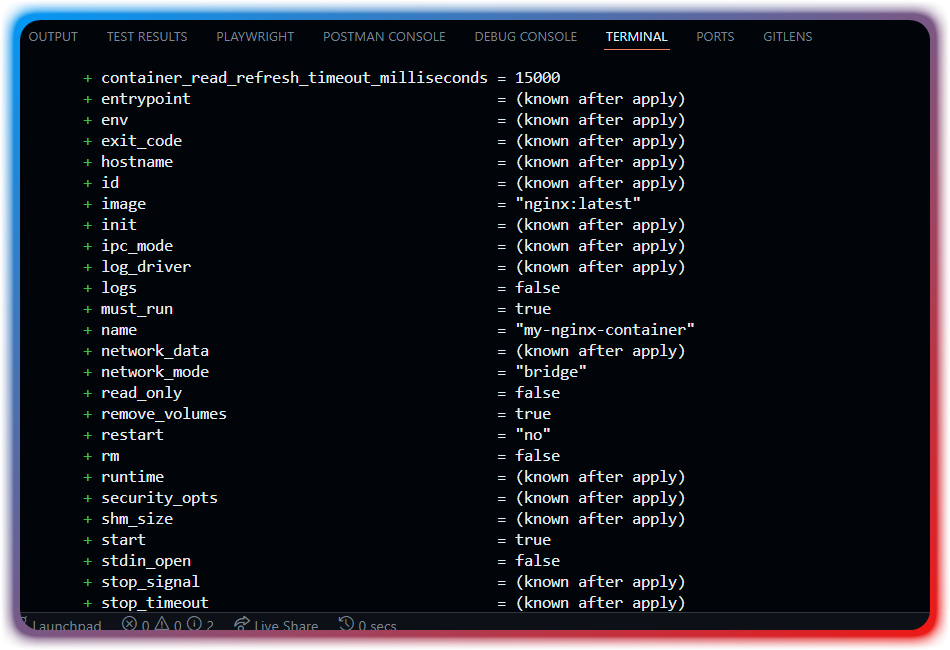 OUTPUT TEST RESULTS PLAYWRIGHT POSTMAN CONSOLE DEBUG CONSOLE TERMINAL PORTS GITLENS
+ container_read_refresh_timeout_milliseconds = 15000
+ entrypoint = (known after apply)
+ env = (known after apply)
+ exit_code = (known after apply)
+ hostname = (known after apply)
+ id = (known after apply)
+ image = "nginx:latest"
+ init = (known after apply)
+ ipc_mode = (known after apply)
+ log_driver = (known after apply)
+ logs = false
+ must_run = true
+ name = "my-nginx-container"
+ network_data = (known after apply)
+ network_mode = "bridge"
+ read_only = false
+ remove_volumes = true
+ restart = "no"
+ rm = false
+ runtime = (known after apply)
+ security_opts = (known after apply)
+ shm_size = (known after apply)
+ start = true
+ stdin_open = false
+ stop_signal = (known after apply)
+ stop_timeout = (known after apply)
Launchpad 0 0 2 Live Share 0 secs